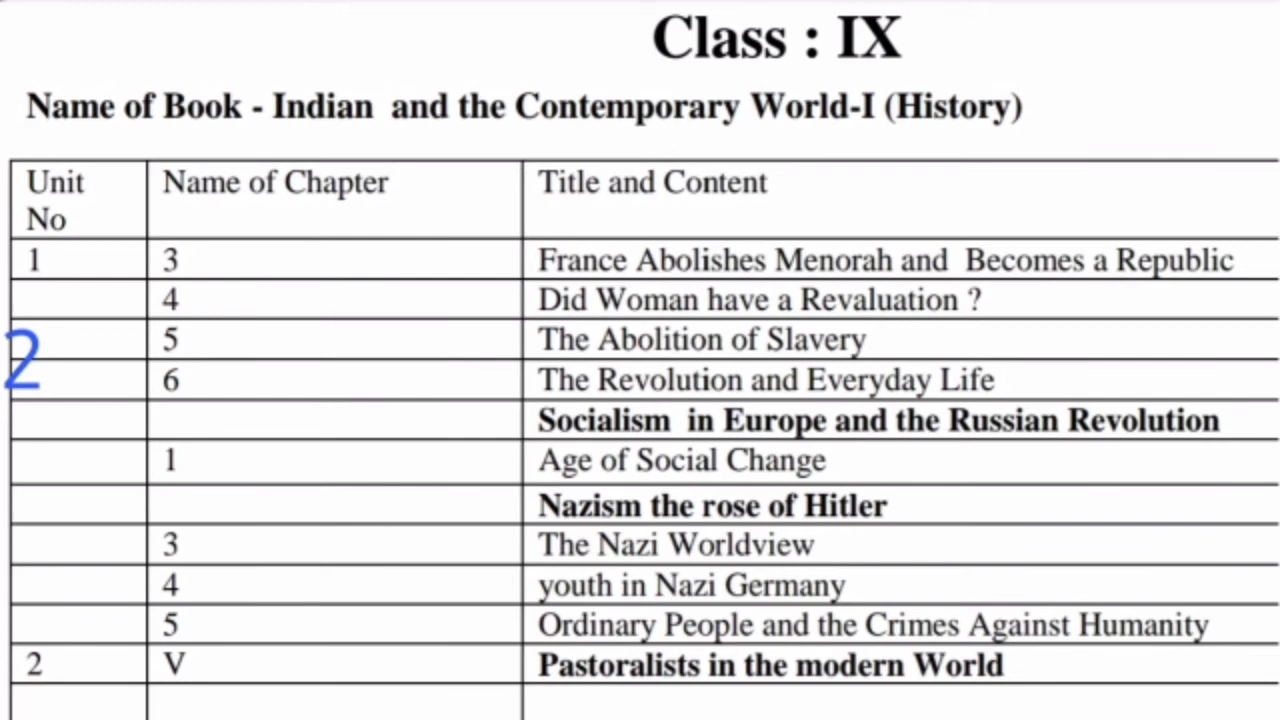 Class : IX
Name of Book - Indian and the Contemporary World-I (History)
Unit No Name of Chapter Title and Content
1 3 France Abolishes Menorah and Becomes a Republic
4 Did Woman have a Revaluation ?
2
5 The Abolition of Slavery
6 The Revolution and Everyday Life
Socialism in Europe and the Russian Revolution
1 Age of Social Change
Nazism the rose of Hitler
3 The Nazi Worldview
4 youth in Nazi Germany
5 Ordinary People and the Crimes Against Humanity
2 V Pastoralists in the modern World